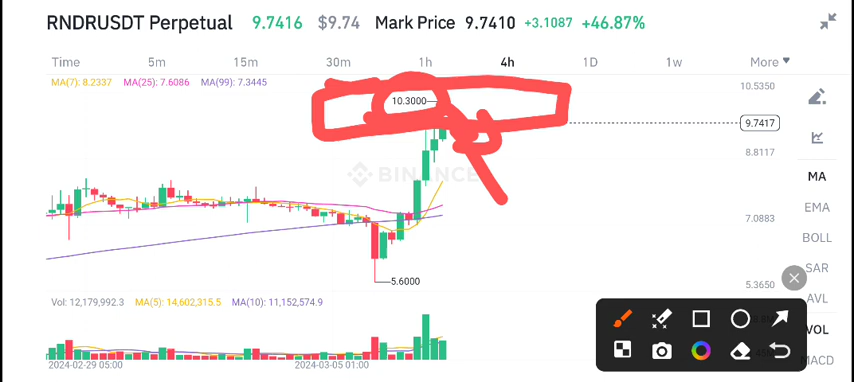 RNDRUSDT Perpetual 9.7416 $9.74 Mark Price 9.7410 +3.1087 +46.87%
Time 5m 15m 30m 1h 4h 1D 1w More
MA(7): 8.2337 MA(25): 7.6086 MA(99): 7.3445
10.5350
10.3000
9.7417
8.8117
BINANCE
MA
EMA
7.0883
BOLL
SAR
5.6000
5.3650
AVL
Vol: 12,179,992.3 MA(5): 14,602,315.5 MA(10): 11,152,574.9
VOL
MACD
2024-02-29 05:00 2024-03-05 01:00